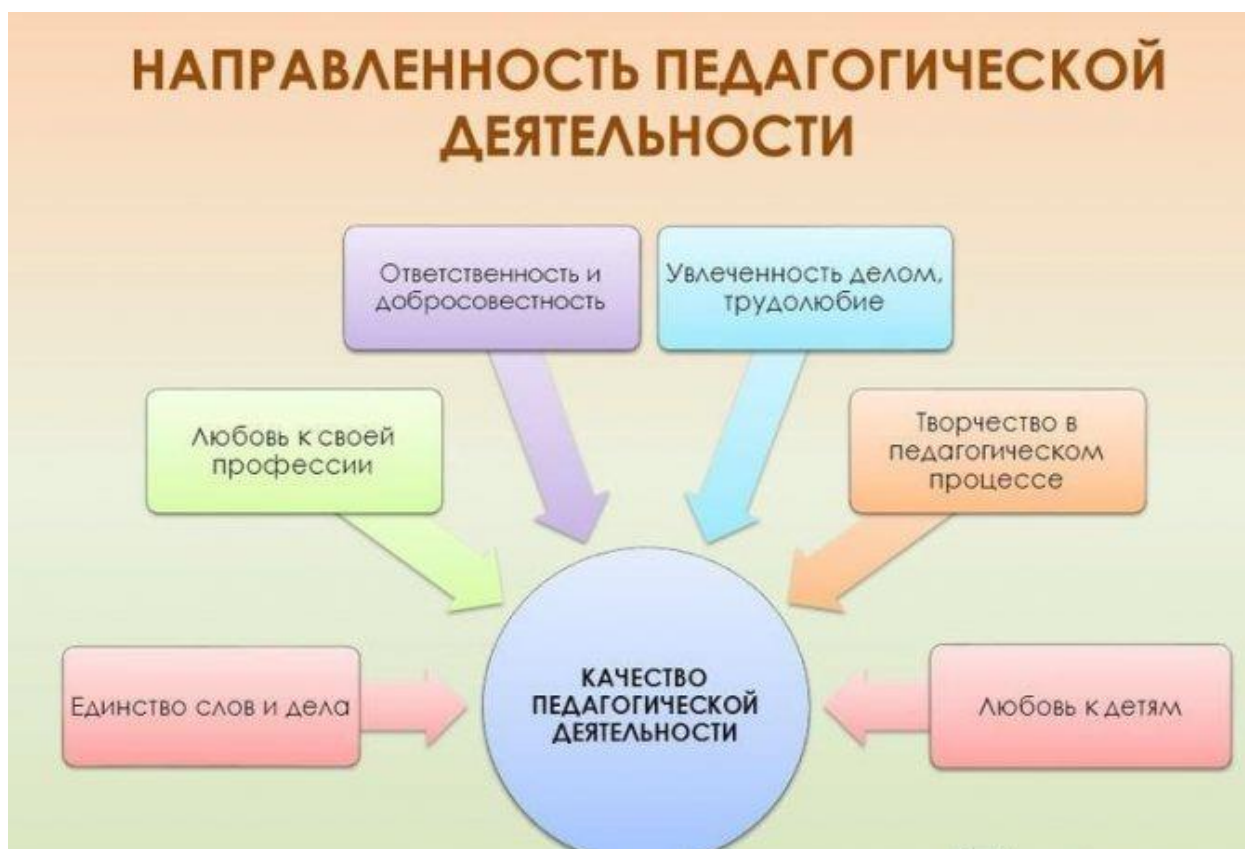 НАПРАВЛЕННОСТЬ ПЕДАГОГИЧЕСКОЙ
ДЕЯТЕЛЬНОСТИ
Ответственность и
добросовестность
Увлеченность делом,
трудолюбие
Любовь к своей
профессии
Творчество в
педагогическом
процессе
Единство слов и дела
КАЧЕСТВО
ПЕДАГОГИЧЕСКОЙ
ДЕЯТЕЛЬНОСТИ
Любовь к детям